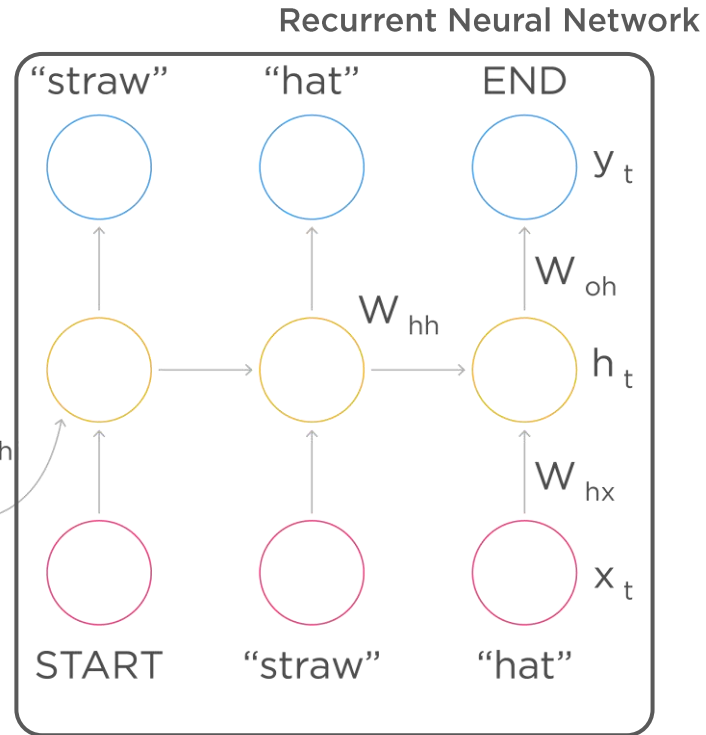 Recurrent Neural Network
“straw” “hat” END
y t
W oh
W hh
h t
h
W hx
x t
START “straw” “hat”